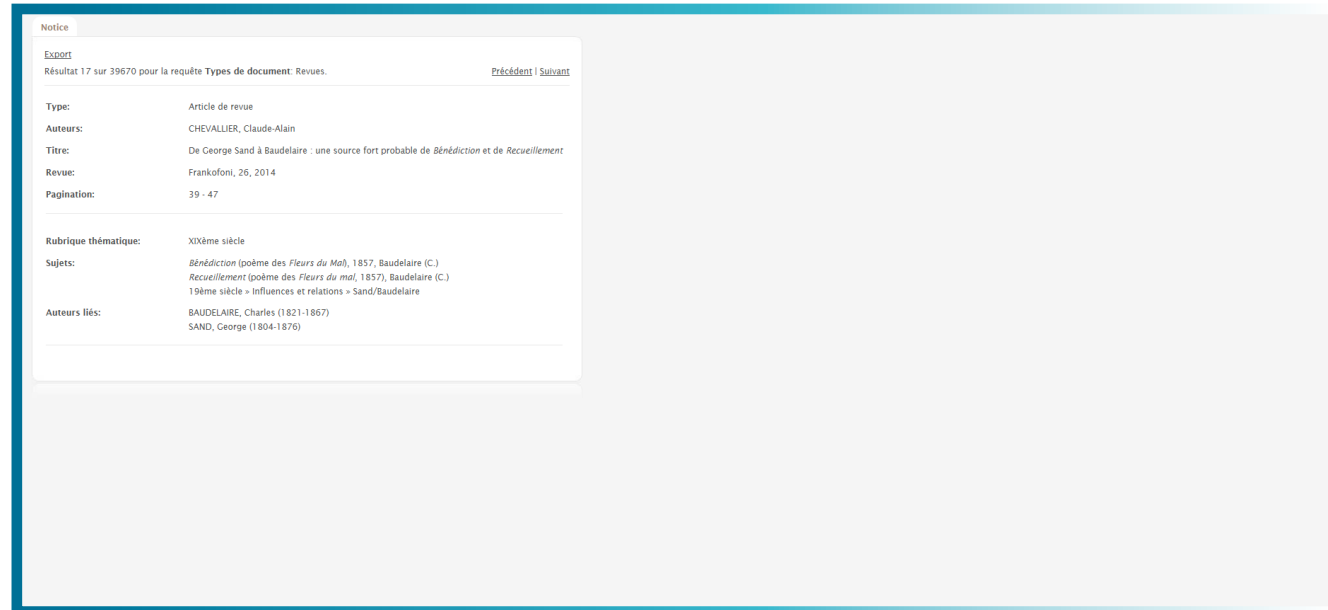 Notice
Export
Résultat 17 sur 39670 pour la requête Types de document: Revues. Précédent | Suivant
Type: Article de revue
Auteurs: CHEVALLIER, Claude-Alain
Titre: De George Sand à Baudelaire : une source fort probable de Bénédiction et de Recueillement
Revue: Frankofoni, 26, 2014
Pagination: 39 - 47
Rubrique thématique: XIXème siècle
Sujets: Bénédiction (poème des Fleurs du Mal), 1857, Baudelaire (C.)
Recueillement (poème des Fleurs du mal, 1857), Baudelaire (C.)
19ème siècle » Influences et relations » Sand/Baudelaire
Auteurs liés: BAUDELAIRE, Charles (1821-1867)
SAND, George (1804-1876)